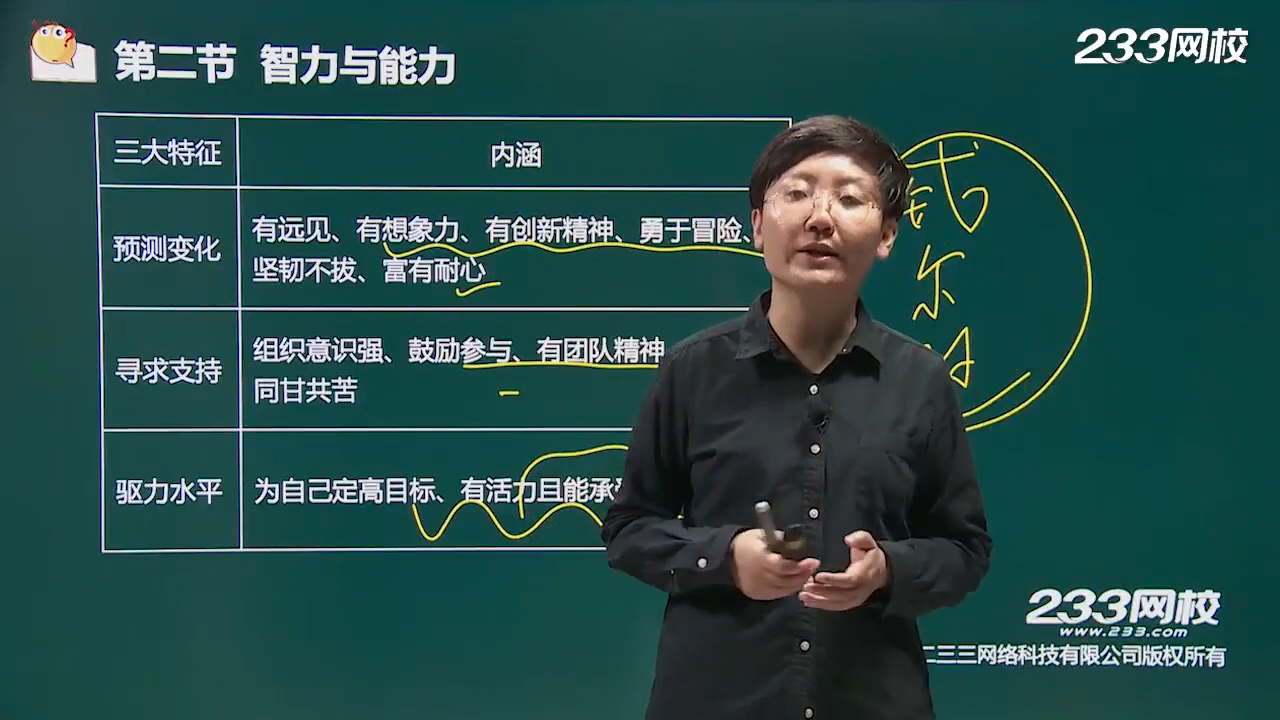 第二节 智力与能力
233网校
三大特征
内涵
预测变化
有远见、有想象力、有创新精神、勇于冒险、
坚韧不拔、富有耐心
寻求支持
组织意识强、鼓励参与、有团队精神
同甘共苦
驱力水平
为自己定高目标、有活力且能承
尔
233网校
www.233.com
二三三网络科技有限公司版权所有